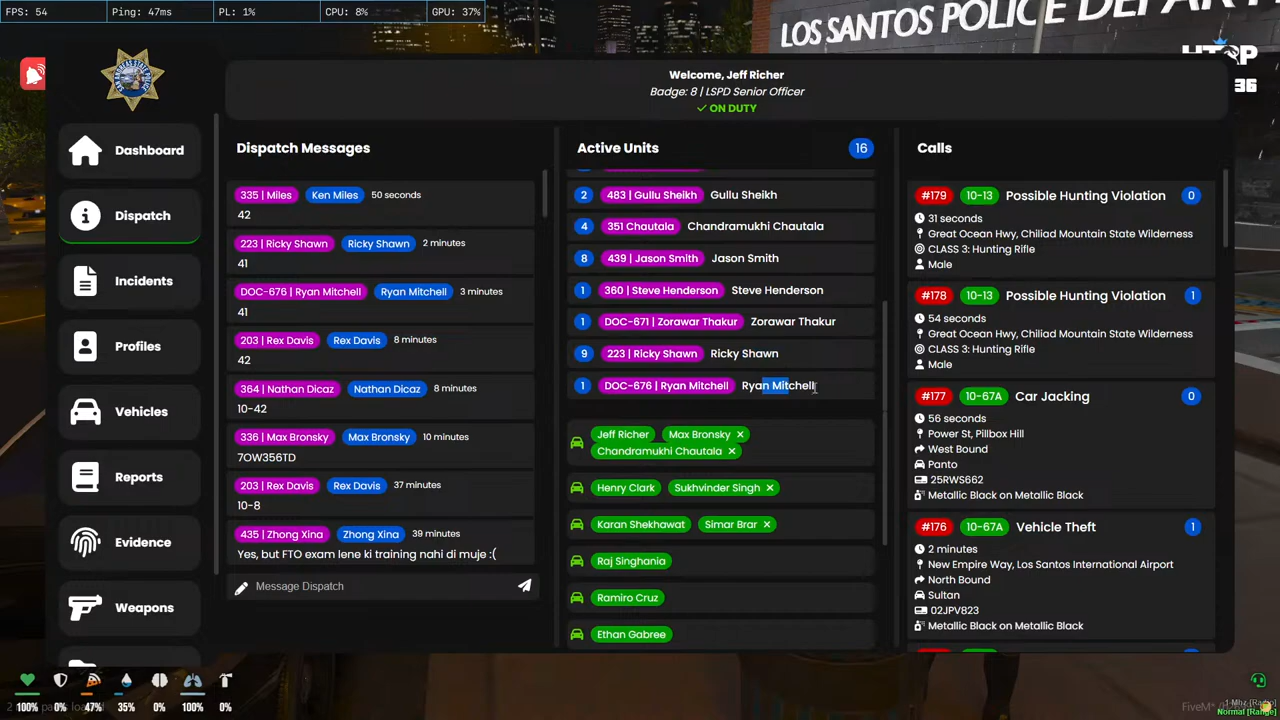 FPS: 54
Ping: 47ms
PL: 1%
CPU: 8%
GPU: 37%
LOS SANTOS POLICE
36
Welcome, Jeff Richer
Badge: 8 | LSPD Senior Officer
ON DUTY
Dashboard
Dispatch
Incidents
Profiles
Vehicles
Reports
Evidence
Weapons
Dispatch Messages
335 | Miles Ken Miles 50 seconds
42
223 | Ricky Shawn Ricky Shawn 2 minutes
41
DOC-676 | Ryan Mitchell Ryan Mitchell 3 minutes
41
203 | Rex Davis Rex Davis 8 minutes
42
364 | Nathan Dicaz Nathan Dicaz 8 minutes
10-42
336 | Max Bronsky Max Bronsky 10 minutes
7OW356TD
203 | Rex Davis Rex Davis 37 minutes
10-8
435 | Zhong Xina Zhong Xina 39 minutes
Yes, but FTO exam lene ki training nahi di muje :(
Message Dispatch
Active Units 16
2 483 | Gullu Sheikh Gullu Sheikh
4 351 Chautala Chandramukhi Chautala
8 439 | Jason Smith Jason Smith
1 360 | Steve Henderson Steve Henderson
1 DOC-671 | Zorawar Thakur Zorawar Thakur
9 223 | Ricky Shawn Ricky Shawn
1 DOC-676 | Ryan Mitchell Ryan Mitchell
Jeff Richer Max Bronsky ×
Chandramukhi Chautala ×
Henry Clark Sukhvinder Singh ×
Karan Shekhawat Simar Brar ×
Raj Singhania
Ramiro Cruz
Ethan Gabree
Calls
#179 10-13 Possible Hunting Violation 0
31 seconds
Great Ocean Hwy, Chiliad Mountain State Wilderness
CLASS 3: Hunting Rifle
Male
#178 10-13 Possible Hunting Violation 1
54 seconds
Great Ocean Hwy, Chiliad Mountain State Wilderness
CLASS 3: Hunting Rifle
Male
#177 10-67A Car Jacking 0
56 seconds
Power St, Pillbox Hill
West Bound
Panto
25RWS662
Metallic Black on Metallic Black
#176 10-67A Vehicle Theft 1
2 minutes
New Empire Way, Los Santos International Airport
North Bound
Sultan
02JPV823
Metallic Black on Metallic Black
100%
0%
47%
35%
0%
100%
0%
Normal [Range]